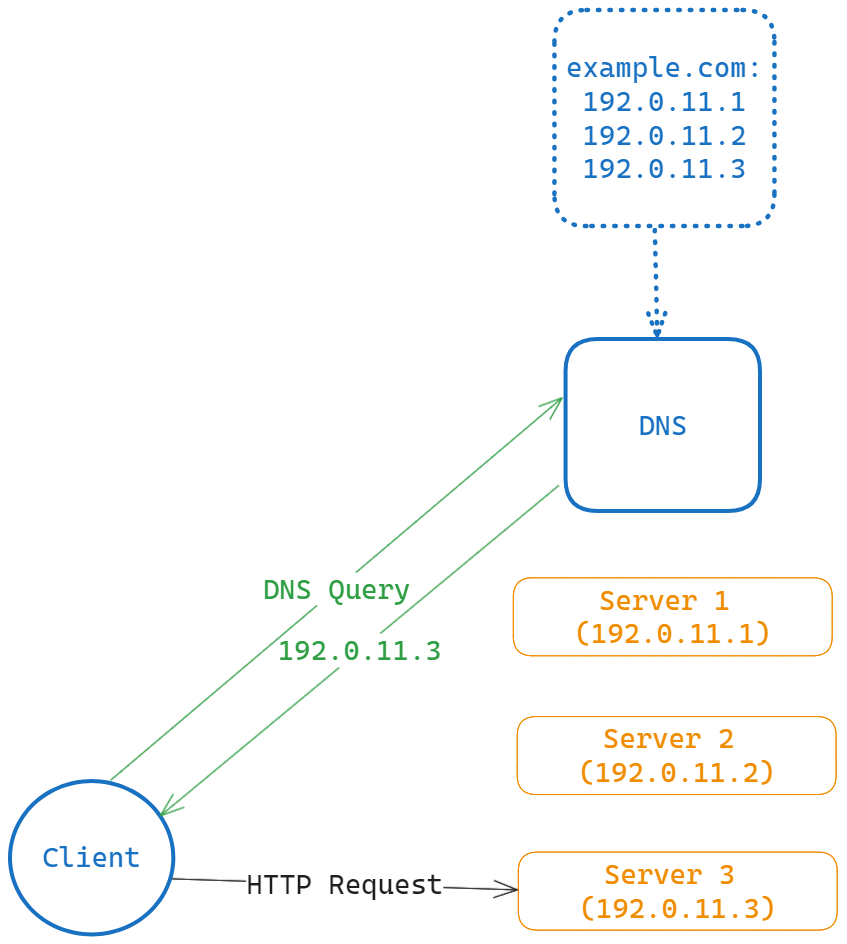 example.com:
192.0.11.1
192.0.11.2
192.0.11.3
DNS
DNS Query
192.0.11.3
Server 1
(192.0.11.1)
Server 2
(192.0.11.2)
Client
HTTP Request
Server 3
(192.0.11.3)